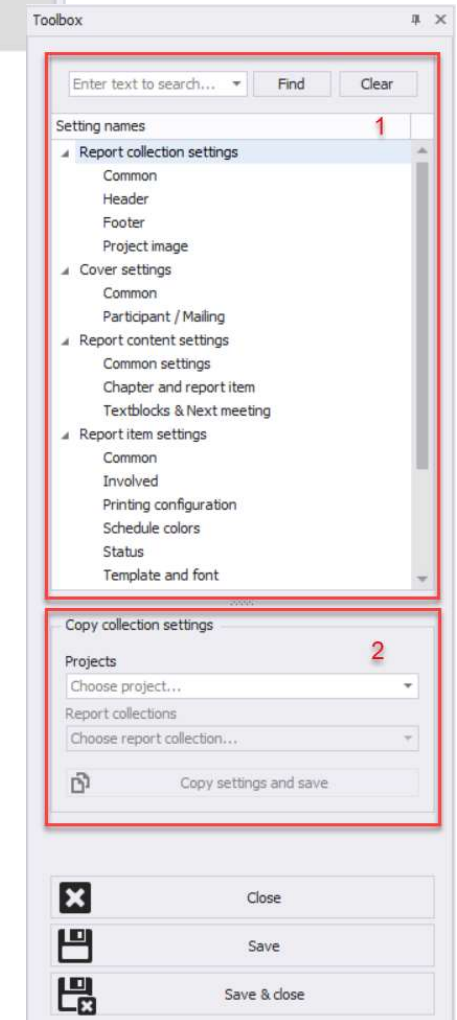 Toolbox
Enter text to search... Find Clear
Setting names 1
Report collection settings
Common
Header
Footer
Project image
Cover settings
Common
Participant / Mailing
Report content settings
Common settings
Chapter and report item
Textblocks & Next meeting
Report item settings
Common
Involved
Printing configuration
Schedule colors
Status
Template and font
Copy collection settings
2
Projects
Choose project...
Report collections
Choose report collection...
Copy settings and save
Close
Save
Save & close